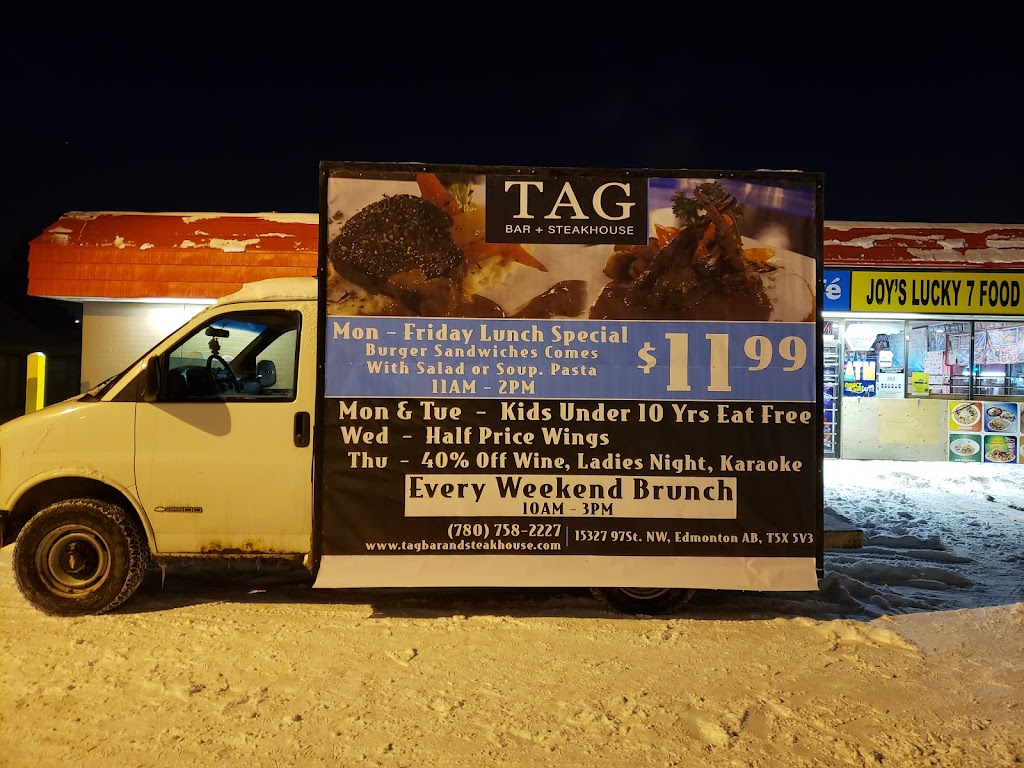 TAG
BAR + STEAKHOUSE
Mon - Friday Lunch Special
Burger Sandwiches Comes
With Salad or Soup. Pasta
11AM - 2PM
$11 99
Mon & Tue - Kids Under 10 Yrs Eat Free
Wed - Half Price Wings
Thu - 40% Off Wine, Ladies Night, Karaoke
Every Weekend Brunch
10AM - 3PM
(780) 758-2227
www.tagbarandsteakhouse.com
15327 97St. NW, Edmonton AB, T5X 5V3
é
JOY'S LUCKY 7 FOOD
ATM
2500